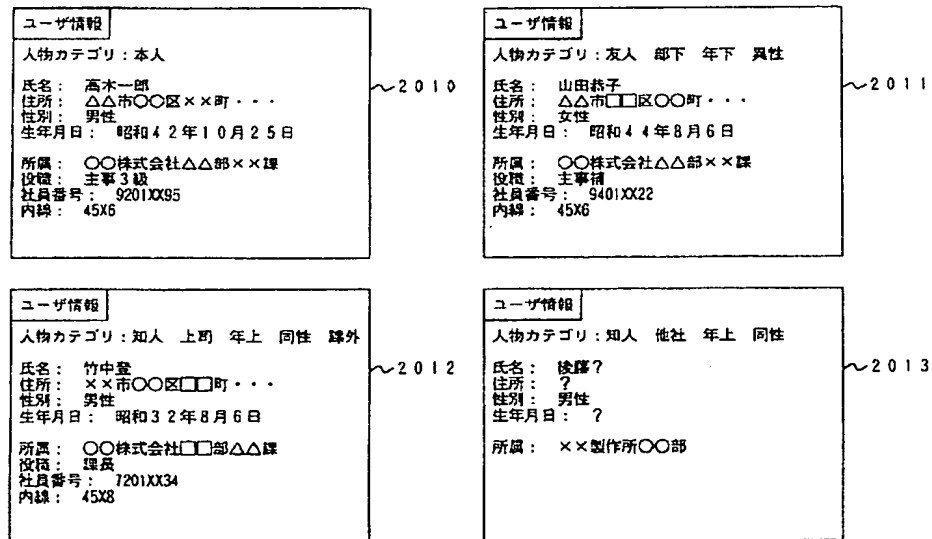 ユーザ情報
人物カテゴリ：本人
氏名： 高木一郎
住所： △△市○○区××町・・・
性別： 男性
生年月日： 昭和４２年１０月２５日
所属： ○○株式会社△△部××課
役職： 主事３級
社員番号： 9201XX95
内線： 45X6
～2010
ユーザ情報
人物カテゴリ：友人 部下 年下 異性
氏名： 山田恭子
住所： △△市□□区○○町・・・
性別： 女性
生年月日： 昭和４４年８月６日
所属： ○○株式会社△△部××課
役職： 主事補
社員番号： 9401XX22
内線： 45X6
～2011
ユーザ情報
人物カテゴリ：知人 上司 年上 同性 課外
氏名： 竹中登
住所： ××市○○区□□町・・・
性別： 男性
生年月日： 昭和３２年８月６日
所属： ○○株式会社□□部△△課
役職： 課長
社員番号： 7201XX34
内線： 45X8
～2012
ユーザ情報
人物カテゴリ：知人 他社 年上 同性
氏名： 後藤？
住所： ？
性別： 男性
生年月日： ？
所属： ××製作所○○部
～2013